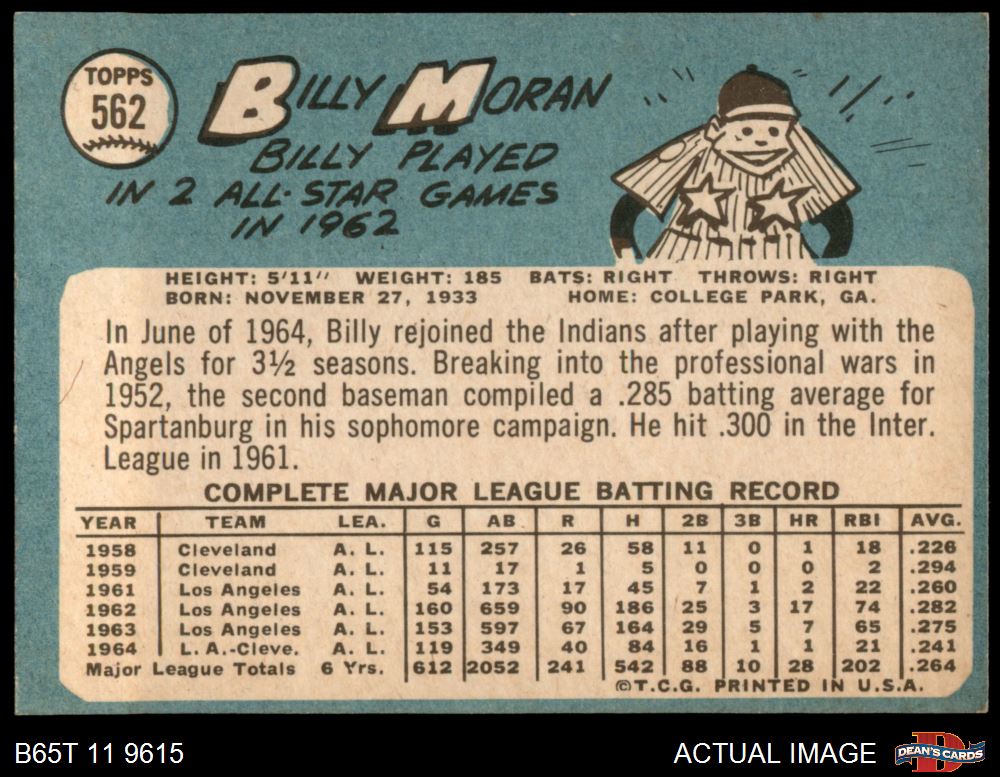 TOPPS
562
BILLY MORAN
BILLY PLAYED
IN 2 ALL-STAR GAMES
IN 1962
HEIGHT: 5'11" WEIGHT: 185 BATS: RIGHT THROWS: RIGHT
BORN: NOVEMBER 27, 1933 HOME: COLLEGE PARK, GA.
In June of 1964, Billy rejoined the Indians after playing with the
Angels for 3½ seasons. Breaking into the professional wars in
1952, the second baseman compiled a .285 batting average for
Spartanburg in his sophomore campaign. He hit .300 in the Inter.
League in 1961.
COMPLETE MAJOR LEAGUE BATTING RECORD
YEAR TEAM LEA. G AB R H 2B 3B HR RBI AVG.
1958 Cleveland A. L. 115 257 26 58 11 0 1 18 .226
1959 Cleveland A. L. 11 17 1 5 0 0 0 2 .294
1961 Los Angeles A. L. 54 173 17 45 7 1 2 22 .260
1962 Los Angeles A. L. 160 659 90 186 25 3 17 74 .282
1963 Los Angeles A. L. 153 597 67 164 29 5 7 65 .275
1964 L. A.-Cleve. A. L. 119 349 40 84 16 1 1 21 .241
Major League Totals 6 Yrs. 612 2052 241 542 88 10 28 202 .264
©T.C.G. PRINTED IN U.S.A.
B65T 11 9615 ACTUAL IMAGE DEAN'S CARDS